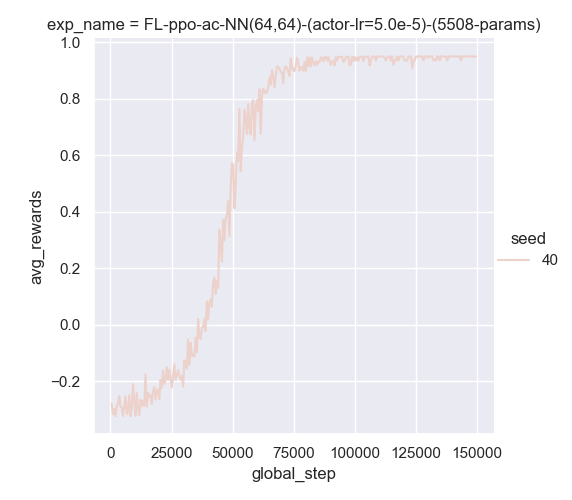 exp_name = FL-ppo-ac-NN(64,64)-(actor-lr=5.0e-5)-(5508-params)
1.0
0.8
0.6
0.4
0.2
0.0
−0.2
avg_rewards
0 25000 50000 75000 100000 125000 150000
global_step
seed
40